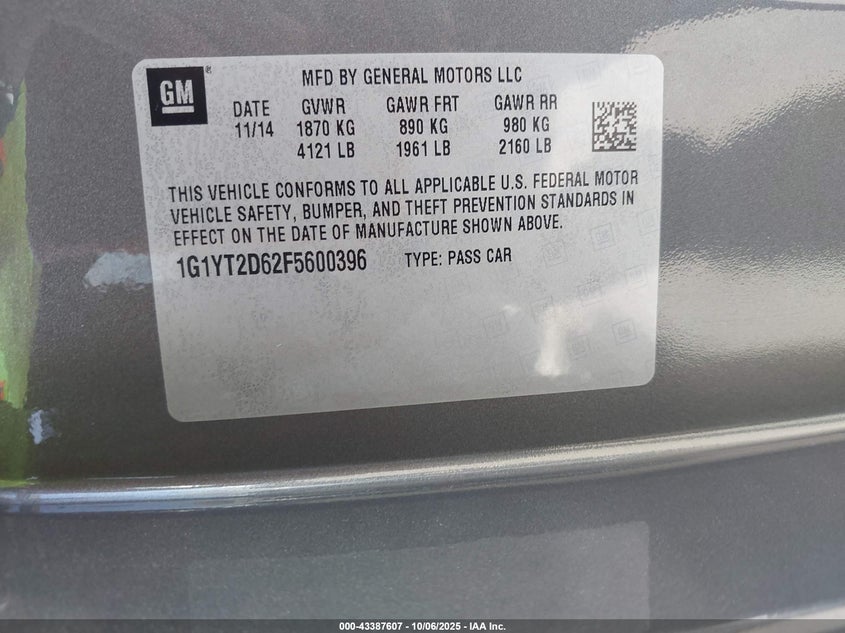 GM®
MFD BY GENERAL MOTORS LLC
DATE GVWR GAWR FRT GAWR RR
11/14 1870 KG 890 KG 980 KG
4121 LB 1961 LB 2160 LB
THIS VEHICLE CONFORMS TO ALL APPLICABLE U.S. FEDERAL MOTOR
VEHICLE SAFETY, BUMPER, AND THEFT PREVENTION STANDARDS IN
EFFECT ON THE DATE OF MANUFACTURE SHOWN ABOVE.
1G1YT2D62F5600396 TYPE: PASS CAR
000-43387607 - 10/06/2025 - IAA Inc.